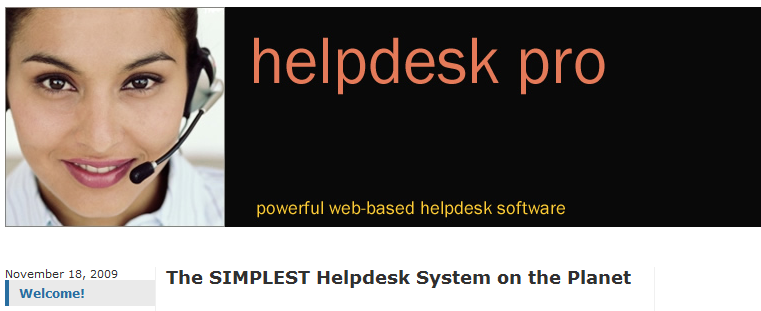 helpdesk pro
powerful web-based helpdesk software
November 18, 2009
Welcome!
The SIMPLEST Helpdesk System on the Planet